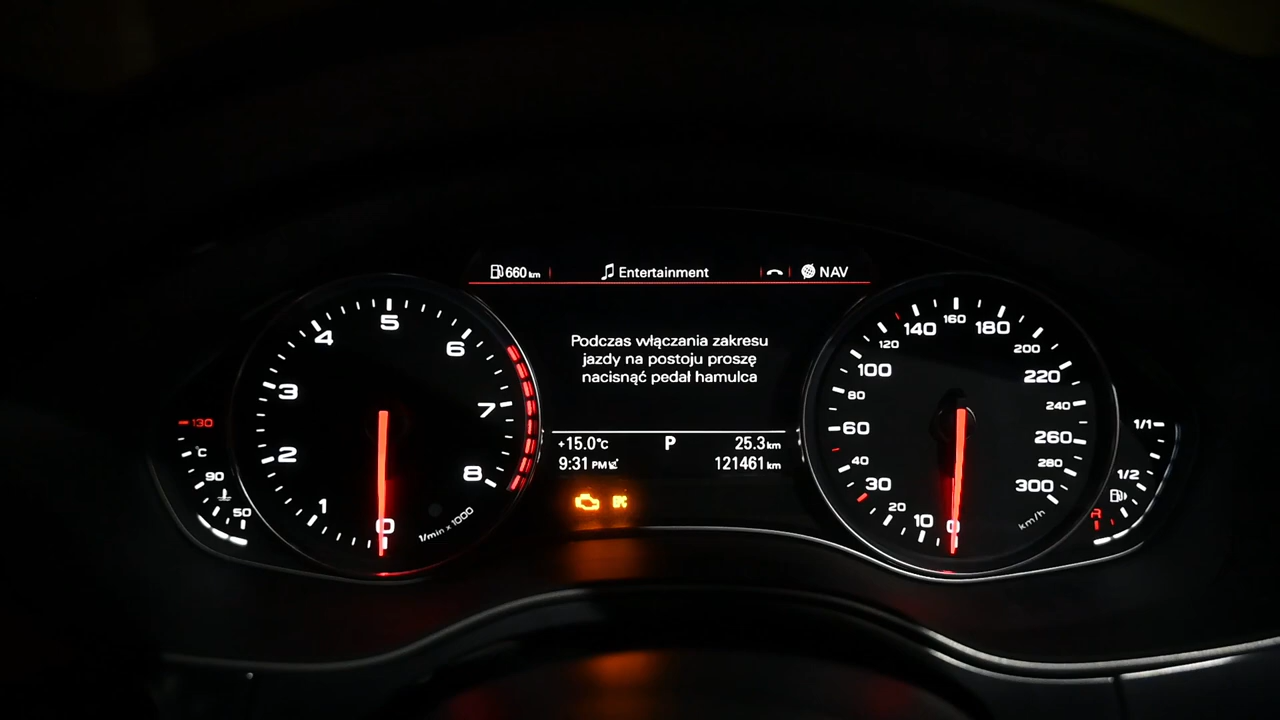 660 km Entertainment NAV
Podczas włączania zakresu
jazdy na postoju proszę
nacisnąć pedał hamulca
+15.0°C P 25.3 km
9:31 PM 121461 km
130
°C
90
50
0
1
2
3
4
5
6
7
8
1/min x 1000
EPC
0
10
20
30
40
60
80
100
120
140
160
180
200
220
240
260
280
300
km/h
1/1
1/2
R